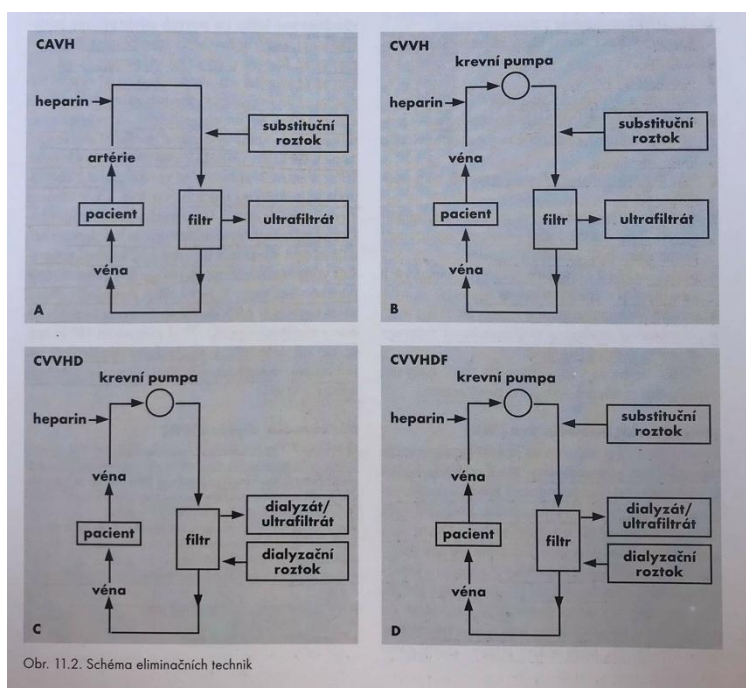 CAVH
heparin
substituční
roztok
artérie
pacient
filtr
ultrafiltrát
véna
A
CVVH
krevní pumpa
heparin
substituční
roztok
véna
pacient
filtr
ultrafiltrát
véna
B
CVVHD
krevní pumpa
heparin
véna
dialyzát/
ultrafiltrát
pacient
filtr
dialyzační
roztok
véna
C
CVVHDF
krevní pumpa
heparin
substituční
roztok
véna
dialyzát/
ultrafiltrát
pacient
filtr
dialyzační
roztok
véna
D
Obr. 11.2. Schéma eliminačních technik